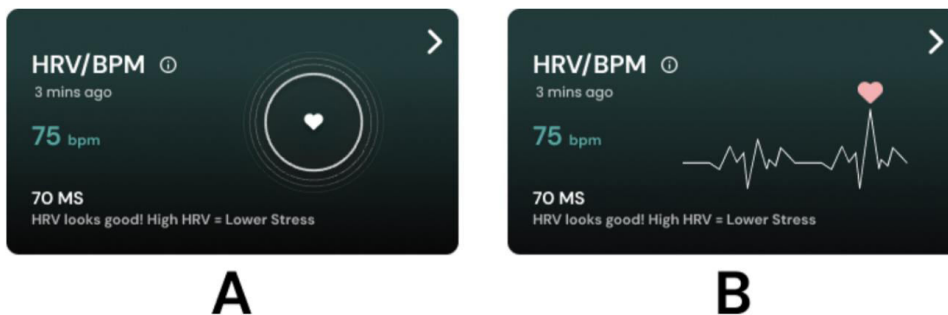 HRV/BPM
3 mins ago
75 bpm
70 MS
HRV looks good! High HRV = Lower Stress
A
HRV/BPM
3 mins ago
75 bpm
70 MS
HRV looks good! High HRV = Lower Stress
B